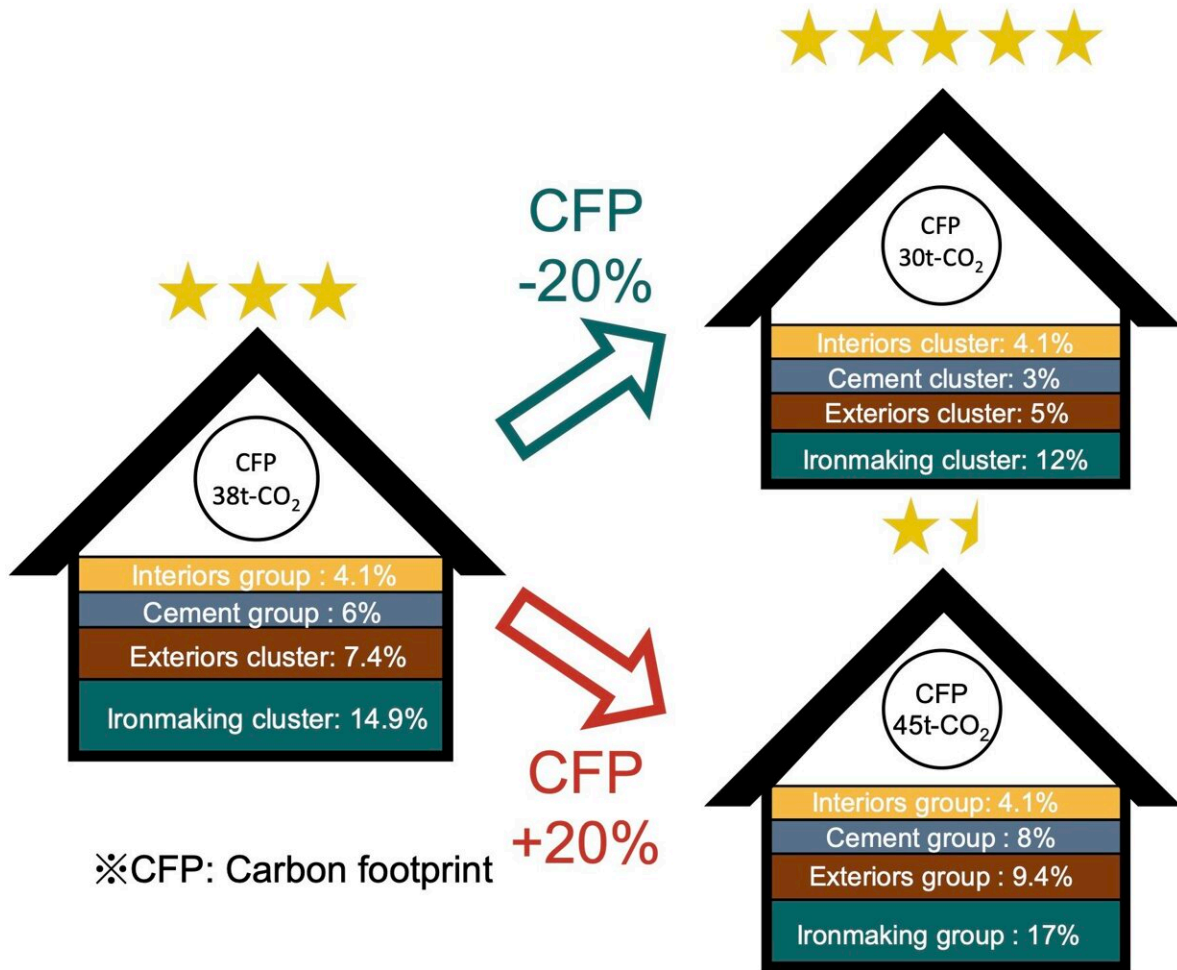 CFP
38t-CO₂
Interiors group : 4.1%
Cement group : 6%
Exteriors cluster: 7.4%
Ironmaking cluster: 14.9%
CFP
-20%
CFP
30t-CO₂
Interiors cluster: 4.1%
Cement cluster: 3%
Exteriors cluster: 5%
Ironmaking cluster: 12%
CFP
+20%
CFP
45t-CO₂
Interiors group: 4.1%
Cement group : 8%
Exteriors group: 9.4%
Ironmaking group : 17%
※CFP: Carbon footprint